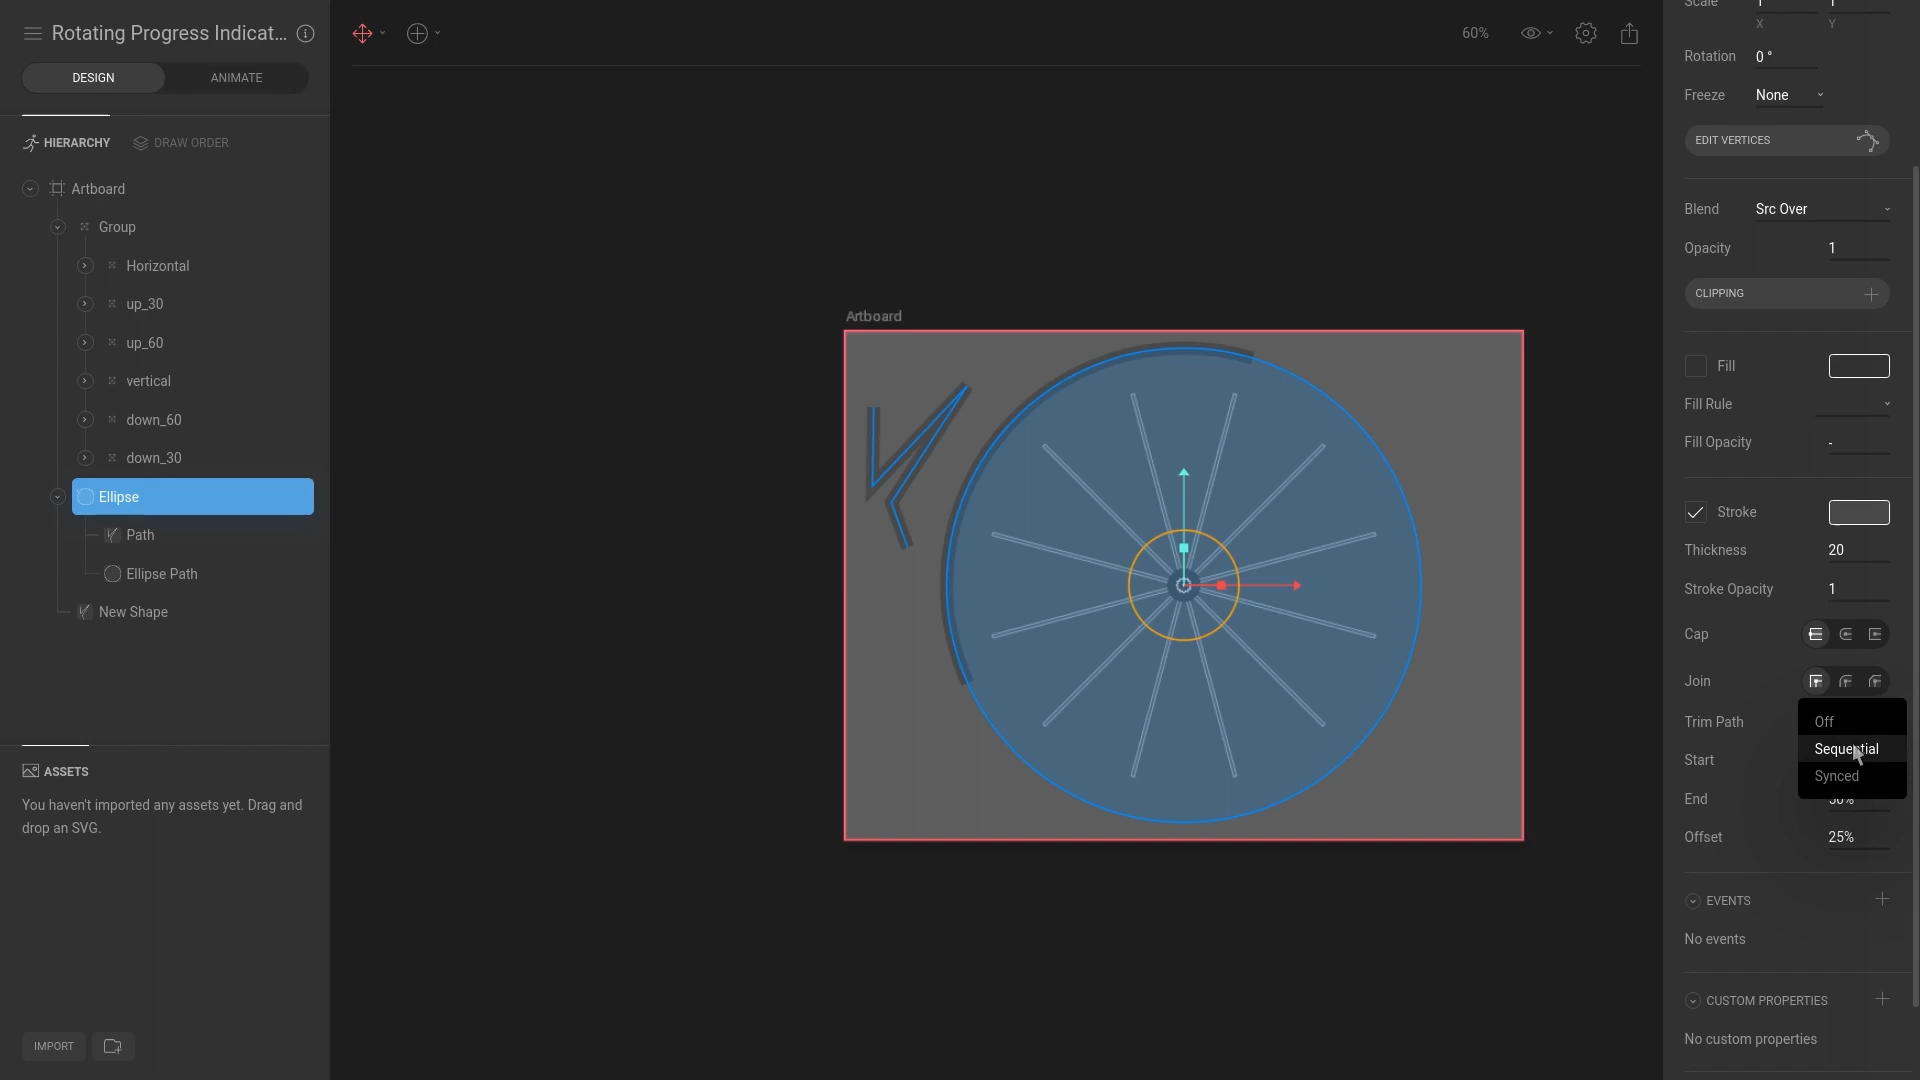 Rotating Progress Indicat...
DESIGN
ANIMATE
HIERARCHY
DRAW ORDER
Artboard
Group
Horizontal
up_30
up_60
vertical
down_60
down_30
Ellipse
Path
Ellipse Path
New Shape
ASSETS
You haven't imported any assets yet. Drag and
drop an SVG.
IMPORT
60%
Artboard
Scale 1 1
X Y
Rotation 0 °
Freeze None
EDIT VERTICES
Blend Src Over
Opacity 1
CLIPPING
Fill
Fill Rule
Fill Opacity -
Stroke
Thickness 20
Stroke Opacity 1
Cap
Join
Trim Path
Off
Sequential
Synced
Start
End
Offset 25%
EVENTS
No events
CUSTOM PROPERTIES
No custom properties